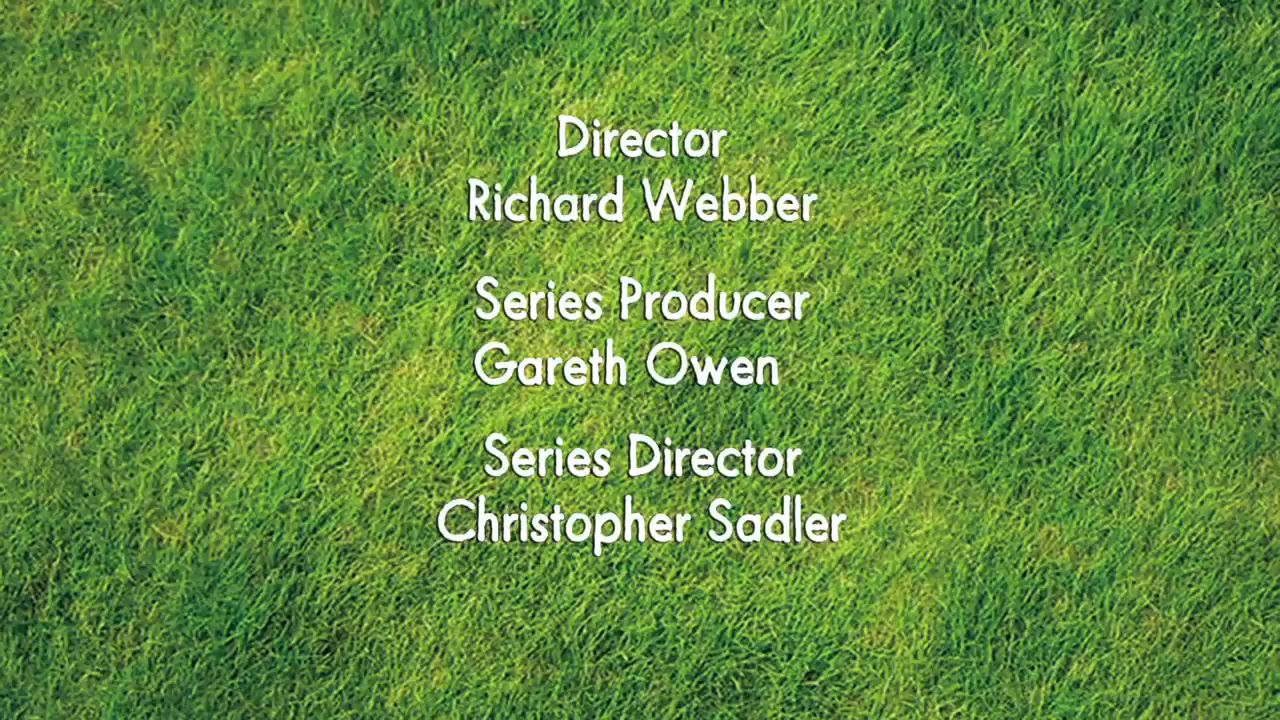 Director
Richard Webber
Series Producer
Gareth Owen
Series Director
Christopher Sadler